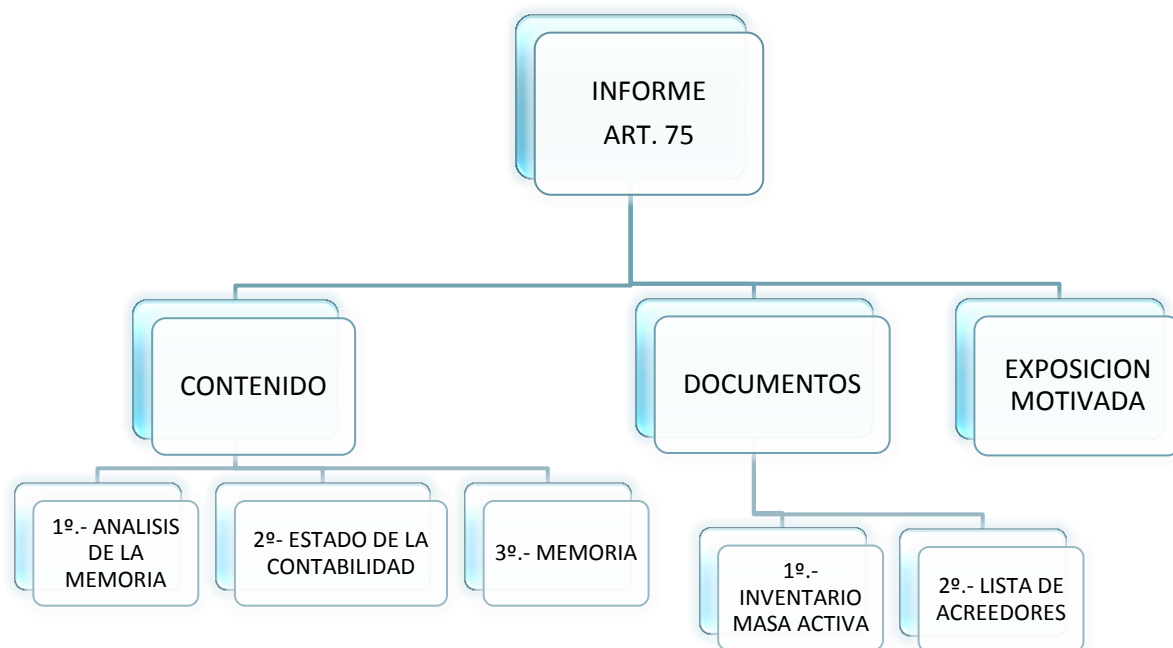 INFORME
ART. 75
CONTENIDO
DOCUMENTOS
EXPOSICION
MOTIVADA
1º.- ANALISIS
DE LA
MEMORIA
2º- ESTADO DE LA
CONTABILIDAD
3º.- MEMORIA
1º.-
INVENTARIO
MASA ACTIVA
2º.- LISTA DE
ACREEDORES